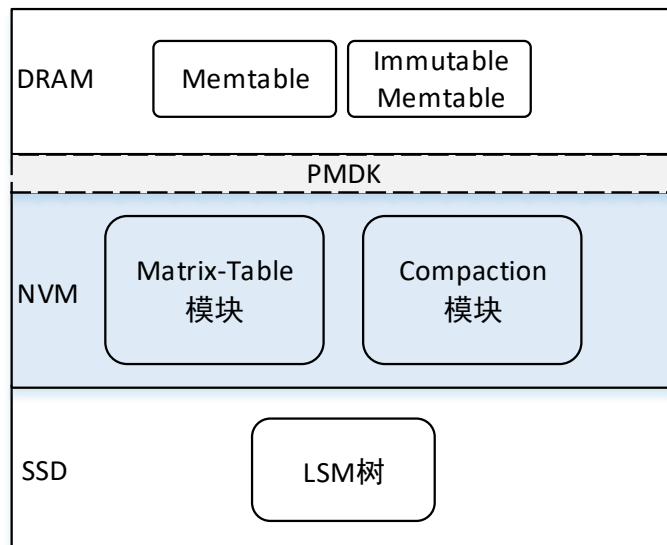 DRAM
Memtable
Immutable
Memtable
PMDK
NVM
Matrix-Table
模块
Compaction
模块
SSD
LSM树